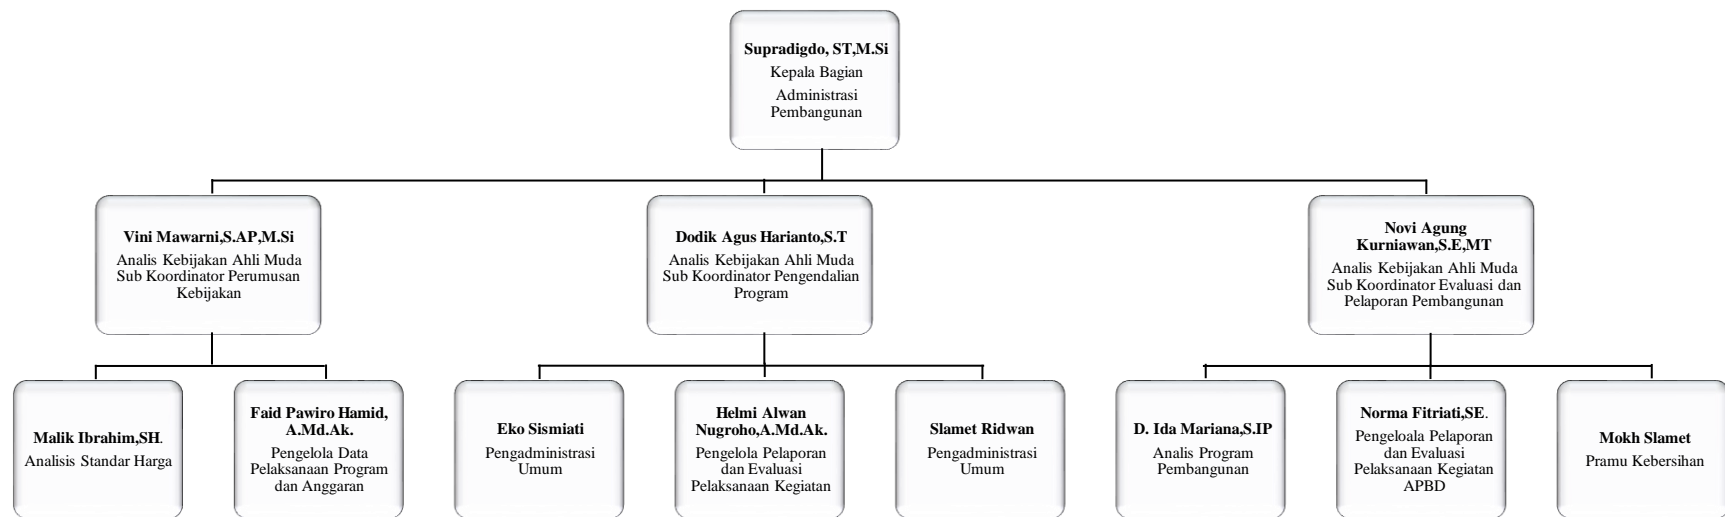 Supradigdo, ST,M.Si
Kepala Bagian
Administrasi
Pembangunan
Vini Mawarni,S.AP,M.Si
Analis Kebijakan Ahli Muda
Sub Koordinator Perumusan
Kebijakan
Dodik Agus Harianto,S.T
Analis Kebijakan Ahli Muda
Sub Koordinator Pengendalian
Program
Novi Agung
Kurniawan,S.E,MT
Analis Kebijakan Ahli Muda
Sub Koordinator Evaluasi dan
Pelaporan Pembangunan
Malik Ibrahim,SH.
Analisis Standar Harga
Faid Pawiro Hamid,
A.Md.Ak.
Pengelola Data
Pelaksanaan Program
dan Anggaran
Eko Sismiati
Pengadministrasi
Umum
Helmi Alwan
Nugroho,A.Md.Ak.
Pengelola Pelaporan
dan Evaluasi
Pelaksanaan Kegiatan
Slamet Ridwan
Pengadministrasi
Umum
D. Ida Mariana,S.IP
Analis Program
Pembangunan
Norma Fitriati,SE.
Pengeloala Pelaporan
dan Evaluasi
Pelaksanaan Kegiatan
APBD
Mokh Slamet
Pramu Kebersihan